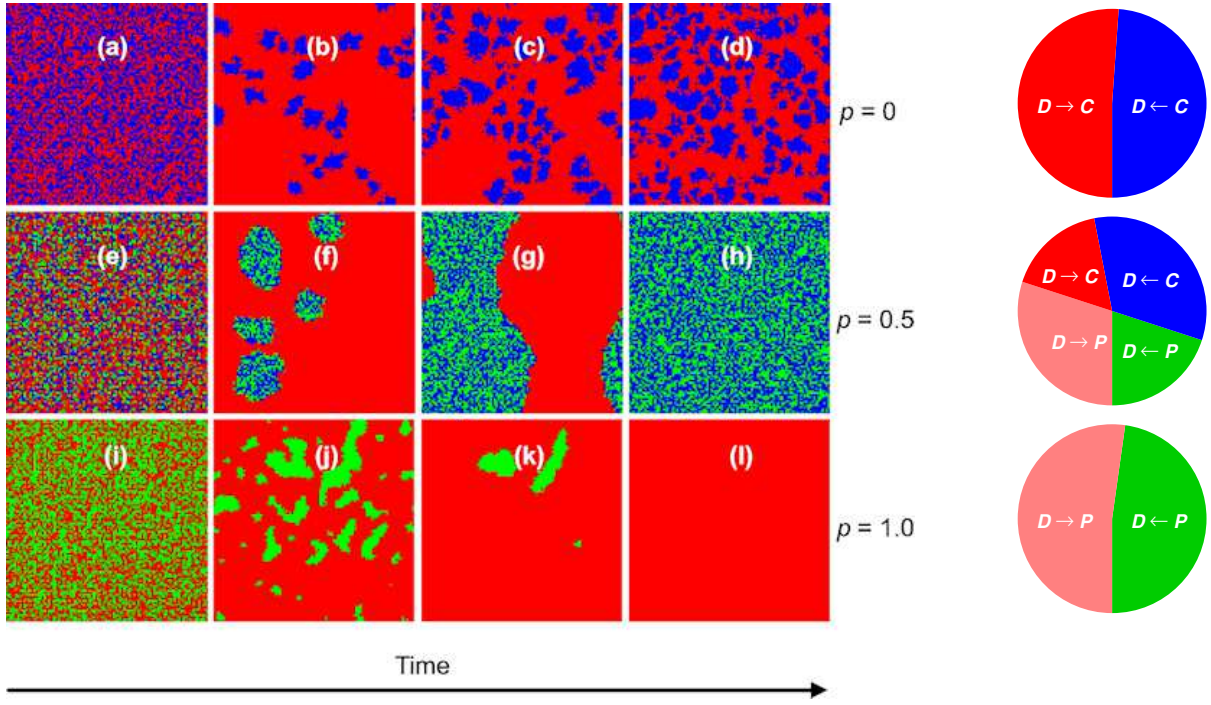 (a) (b) (c) (d) p = 0 D → C D ← C
(e) (f) (g) (h) p = 0.5 D → C D ← C
D → P D ← P
(i) (j) (k) (l) p = 1.0 D → P D ← P
Time